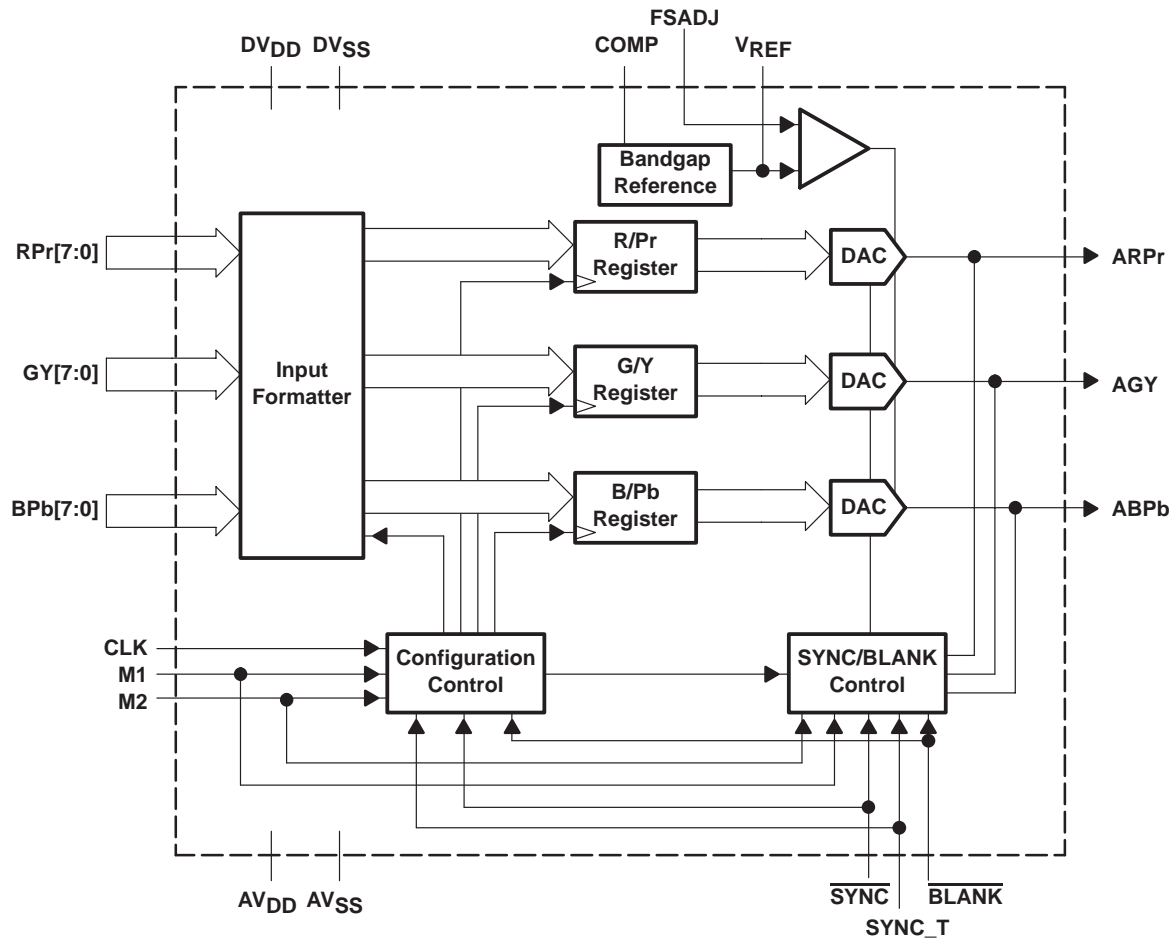 FSADJ
DVDD DVSS COMP VREF
Bandgap
Reference
RPr[7:0]
R/Pr
Register
DAC
ARPr
GY[7:0]
Input
Formatter
G/Y
Register
DAC
AGY
BPb[7:0]
B/Pb
Register
DAC
ABPb
CLK
M1
M2
Configuration
Control
SYNC/BLANK
Control
AVDD AVSS SYNC BLANK
SYNC_T